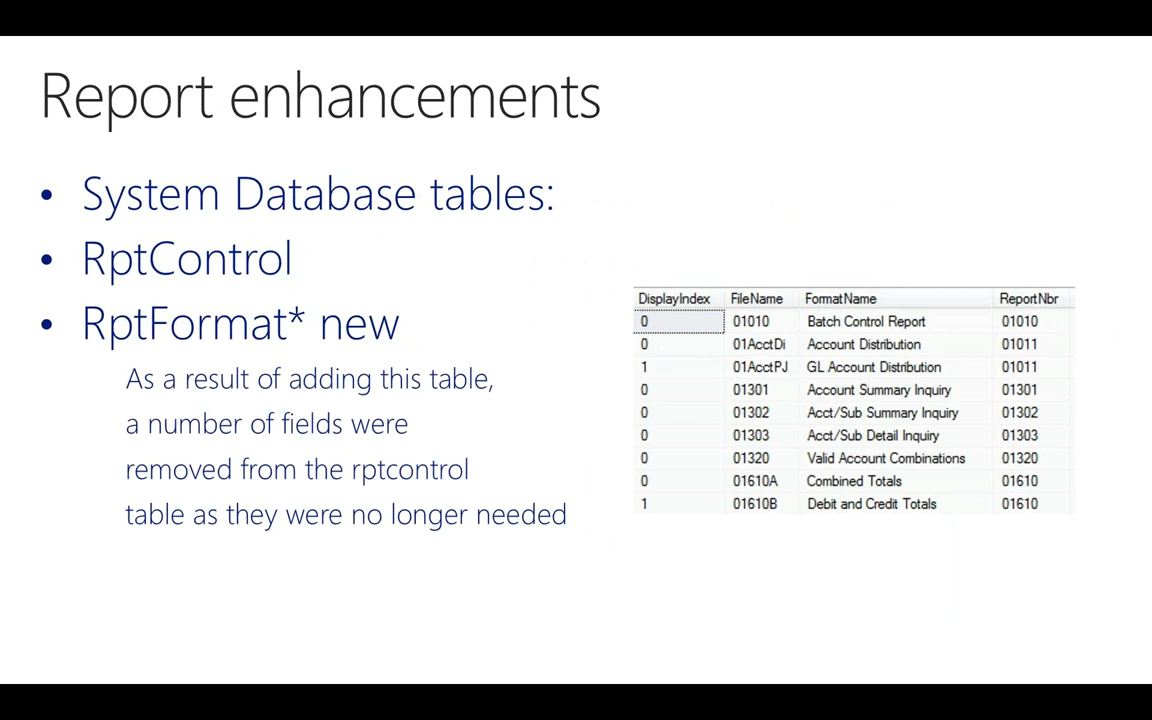 Report enhancements
• System Database tables:
• RptControl
• RptFormat* new
As a result of adding this table,
a number of fields were
removed from the rptcontrol
table as they were no longer needed
DisplayIndex FileName FormatName ReportNbr
0 01010 Batch Control Report 01010
0 01AcctDi Account Distribution 01011
1 01AcctPJ GL Account Distribution 01011
0 01301 Account Summary Inquiry 01301
0 01302 Acct/Sub Summary Inquiry 01302
0 01303 Acct/Sub Detail Inquiry 01303
0 01320 Valid Account Combinations 01320
0 01610A Combined Totals 01610
1 01610B Debit and Credit Totals 01610